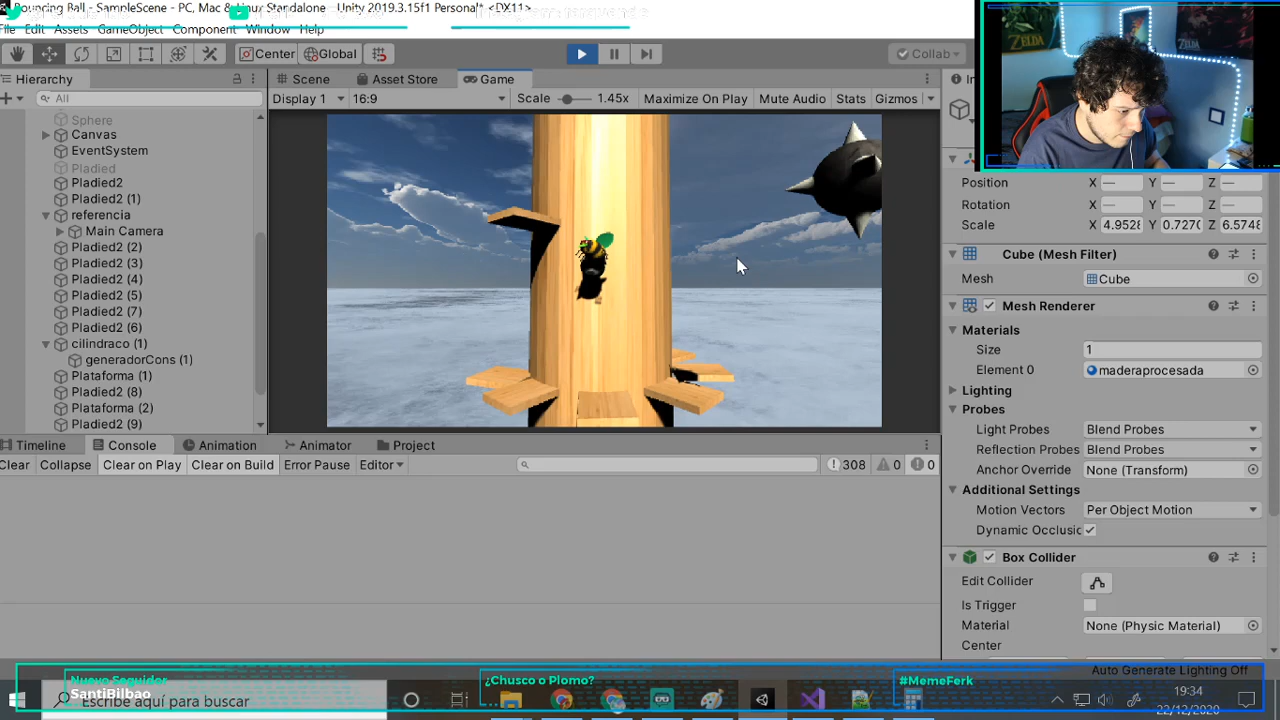 Bouncing Ball - SampleScene - PC, Mac & Linux Standalone - Unity 2019.3.15f1 Personal* <DX11>
File Edit Assets GameObject Component Window Help
Center Global Collab
Hierarchy Scene Asset Store Game
All Display 1 16:9 Scale 1.45x Maximize On Play Mute Audio Stats Gizmos
Sphere
Canvas
EventSystem
Pladied
Pladied2
Pladied2 (1)
referencia
Main Camera
Pladied2 (2)
Pladied2 (3)
Pladied2 (4)
Pladied2 (5)
Pladied2 (7)
Pladied2 (6)
cilindraco (1)
generadorCons (1)
Plataforma (1)
Pladied2 (8)
Plataforma (2)
Pladied2 (9)
Position X — Y — Z —
Rotation X — Y — Z —
Scale X 4.9528 Y 0.7270 Z 6.5748
Cube (Mesh Filter)
Mesh Cube
Mesh Renderer
Materials
Size 1
Element 0 maderaprocesada
Lighting
Probes
Light Probes Blend Probes
Reflection Probes Blend Probes
Anchor Override None (Transform)
Additional Settings
Motion Vectors Per Object Motion
Dynamic Occlusic
Box Collider
Edit Collider
Is Trigger
Material None (Physic Material)
Center
Auto Generate Lighting Off
Timeline Console Animation Animator Project
Clear Collapse Clear on Play Clear on Build Error Pause Editor 308 0 0
ZELDA
ZELDA
Nuevo Seguidor
SantiBilbao
¿Chusco o Plomo?
#MemeFerk
Escribe aquí para buscar
19:34
22/12/2020